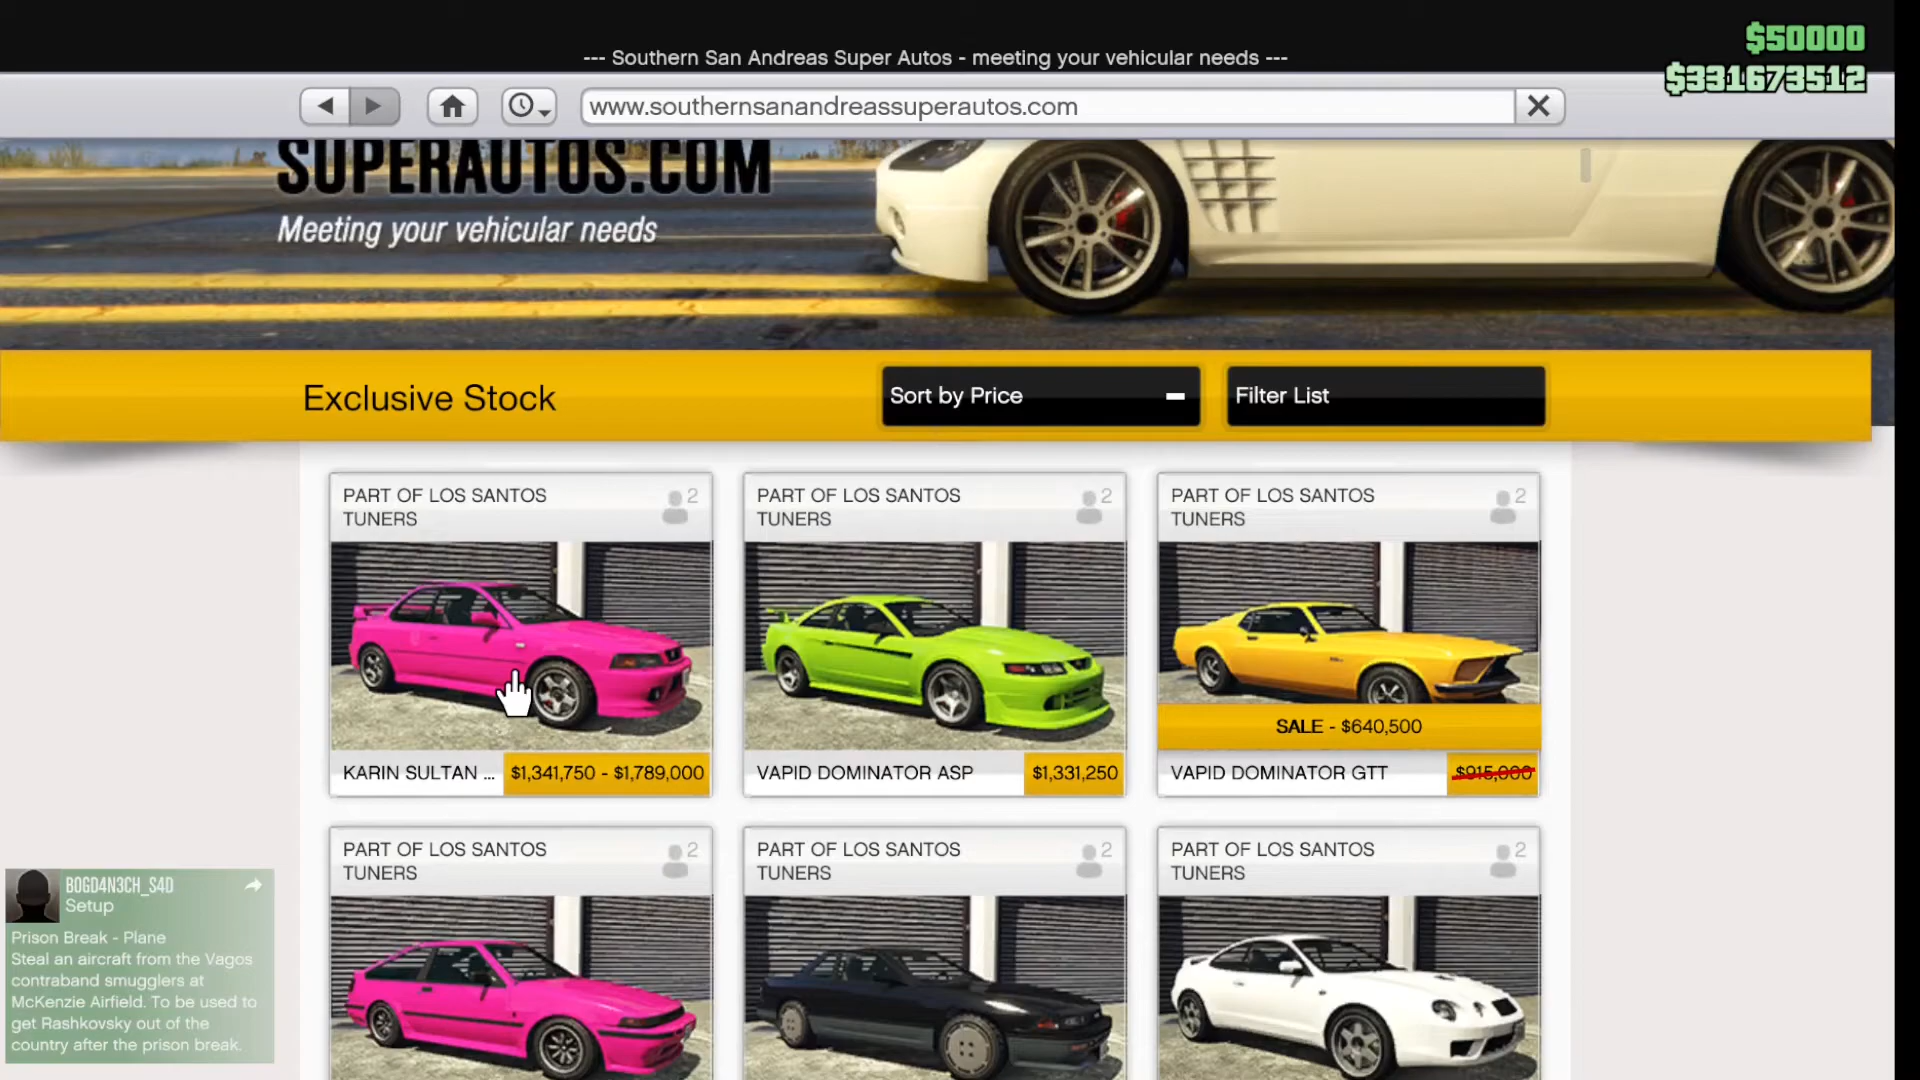 --- Southern San Andreas Super Autos - meeting your vehicular needs ---
$50000
$331673512
www.southernsanandreassuperautos.com
SUPERAUTOS.COM
Meeting your vehicular needs
Exclusive Stock
Sort by Price
Filter List
PART OF LOS SANTOS
TUNERS
2
PART OF LOS SANTOS
TUNERS
2
PART OF LOS SANTOS
TUNERS
2
SALE - $640,500
KARIN SULTAN ...
$1,341,750 - $1,789,000
VAPID DOMINATOR ASP
$1,331,250
VAPID DOMINATOR GTT
$915,000
PART OF LOS SANTOS
TUNERS
2
PART OF LOS SANTOS
TUNERS
2
PART OF LOS SANTOS
TUNERS
2
B0GD4N3CH_S4D
Setup
Prison Break - Plane
Steal an aircraft from the Vagos
contraband smugglers at
McKenzie Airfield. To be used to
get Rashkovsky out of the
country after the prison break.